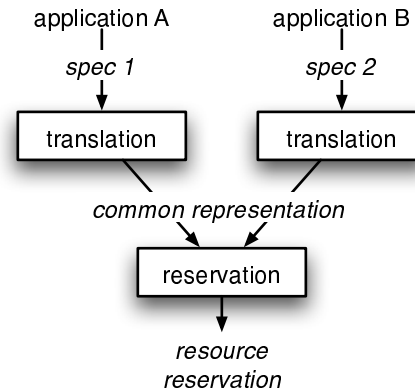 application A
application B
spec 1
spec 2
translation
translation
common representation
reservation
resource
reservation